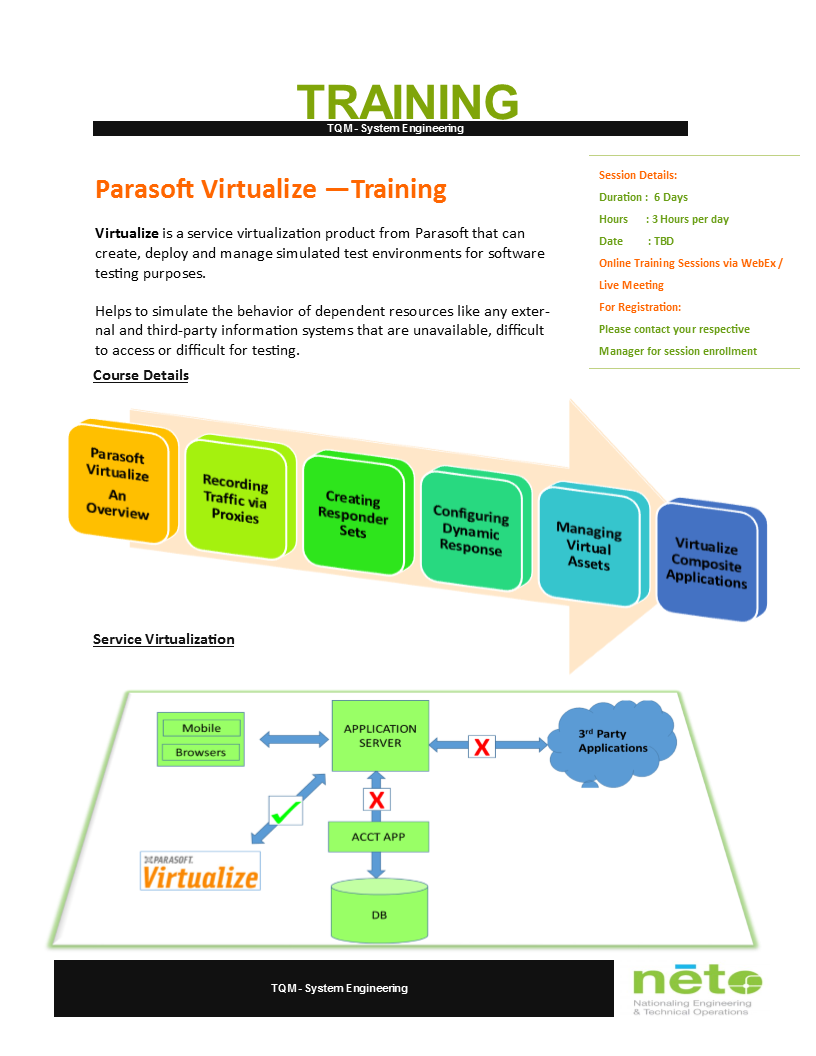 TRAINING
TQM - System Engineering
Parasoft Virtualize —Training
Virtualize is a service virtualization product from Parasoft that can
create, deploy and manage simulated test environments for software
testing purposes.
Helps to simulate the behavior of dependent resources like any exter-
nal and third-party information systems that are unavailable, difficult
to access or difficult for testing.
Session Details:
Duration : 6 Days
Hours : 3 Hours per day
Date : TBD
Online Training Sessions via WebEx /
Live Meeting
For Registration:
Please contact your respective
Manager for session enrollment
Course Details
Parasoft
Virtualize
An
Overview
Recording
Traffic via
Proxies
Creating
Responder
Sets
Configuring
Dynamic
Response
Managing
Virtual
Assets
Virtualize
Composite
Applications
Service Virtualization
Mobile
Browsers
APPLICATION
SERVER
X
3rd Party
Applications
X
ACCT APP
PARASOFT.
Virtualize
DB
TQM - System Engineering
nēto
Nationaling Engineering
& Technical Operations